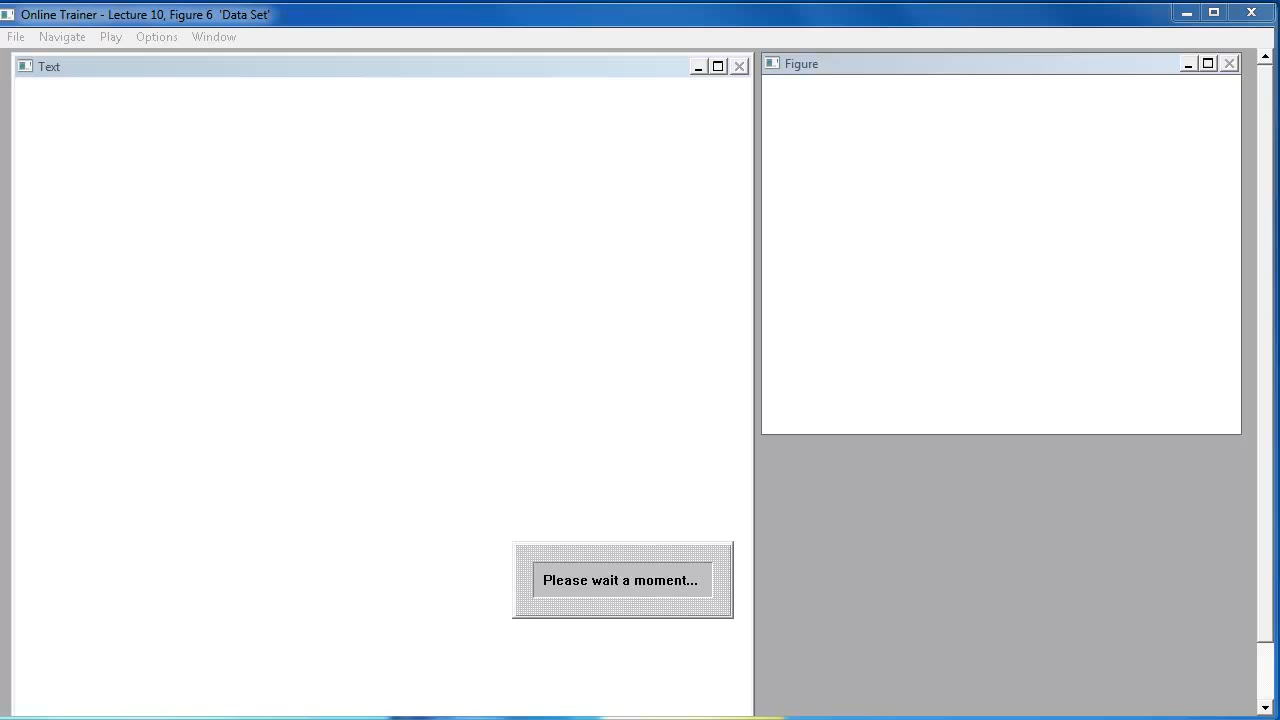 Online Trainer - Lecture 10, Figure 6  'Data Set'
File Navigate Play Options Window
Text
Figure
Please wait a moment...